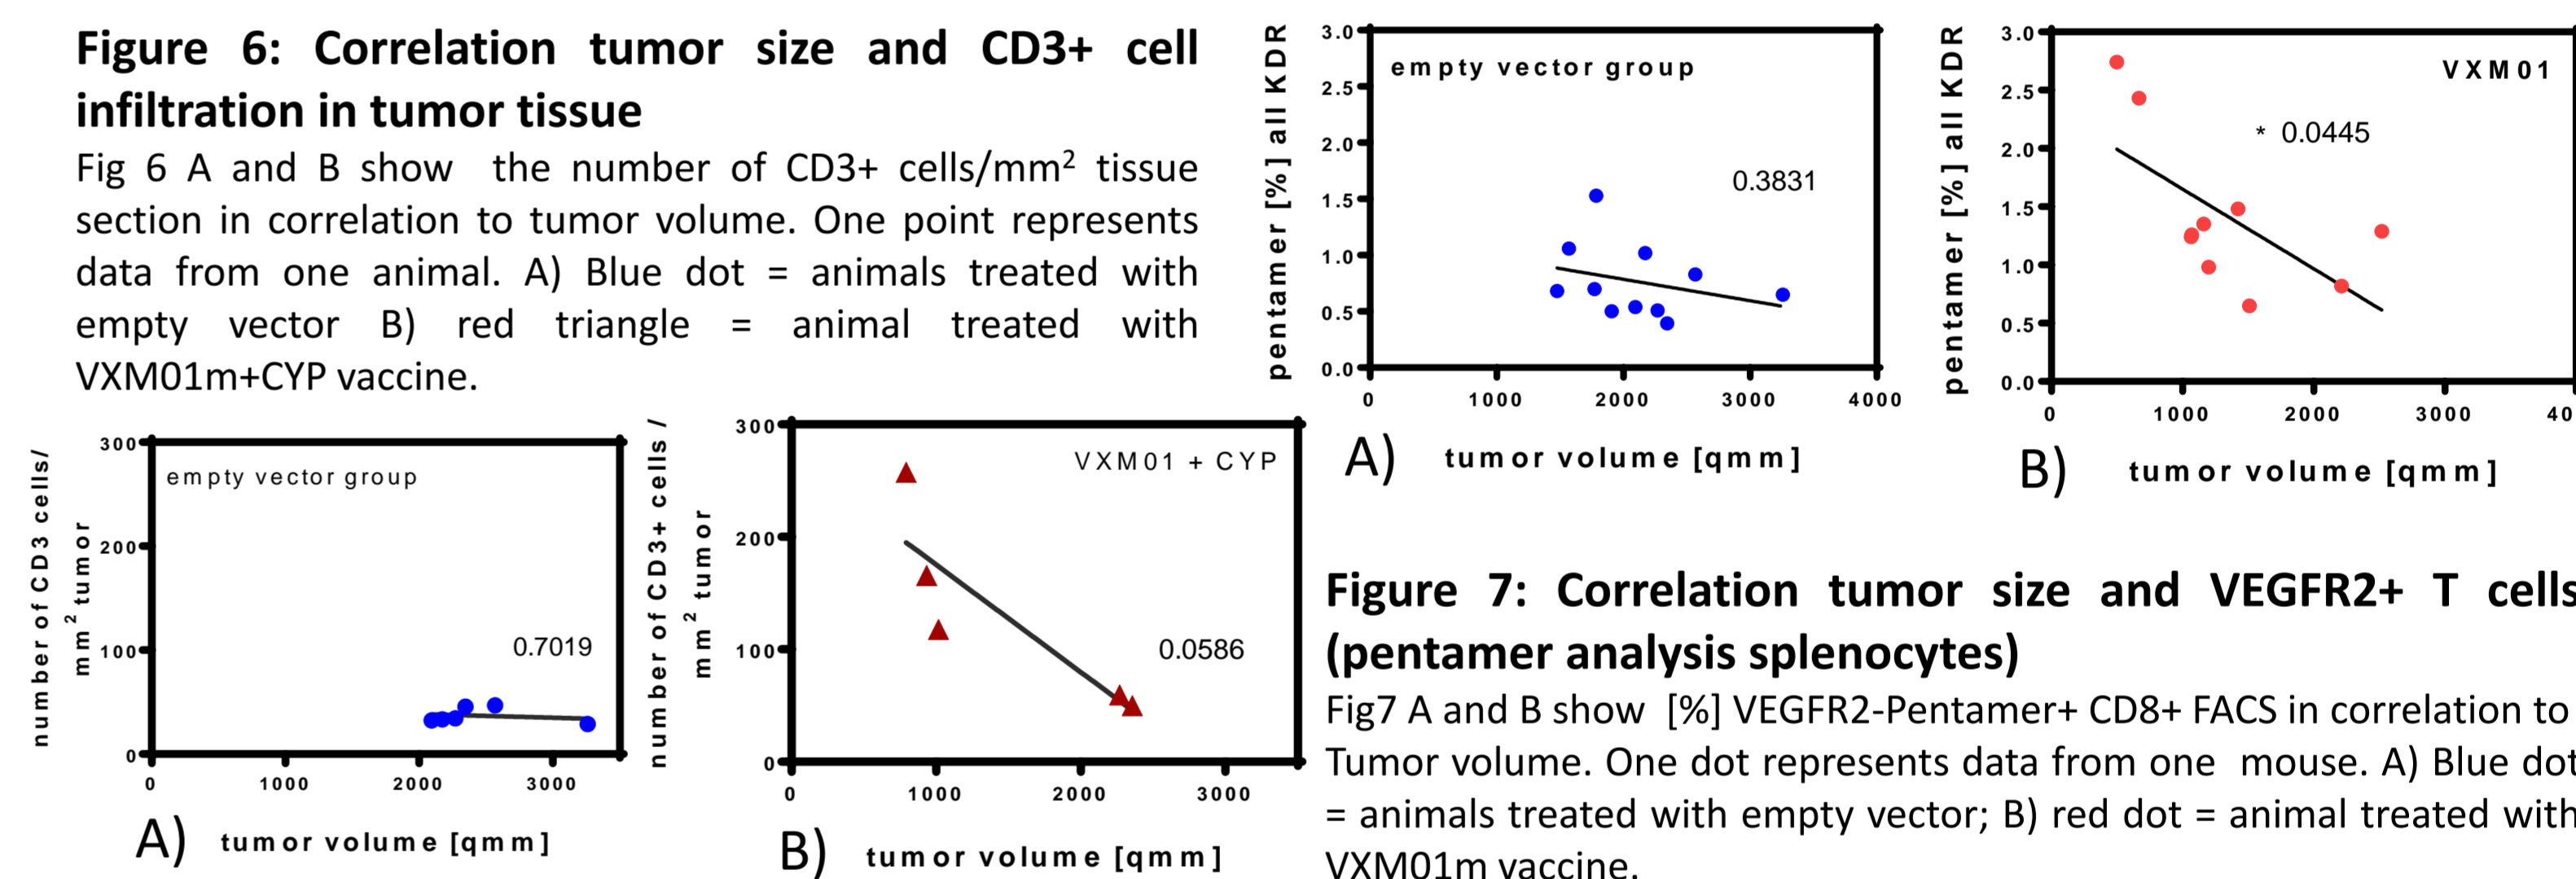 Figure 6: Correlation tumor size and CD3+ cell
infiltration in tumor tissue
Fig 6 A and B show the number of CD3+ cells/mm² tissue
section in correlation to tumor volume. One point represents
data from one animal. A) Blue dot = animals treated with
empty vector B) red triangle = animal treated with
VXM01m+CYP vaccine.
number of CD3 cells/
mm² tumor
300
200
100
0
empty vector group
0.7019
0 1000 2000 3000
A) tumor volume [qmm]
number of CD3+ cells /
mm² tumor
300
200
100
0
VXM01 + CYP
0.0586
0 1000 2000 3000
B) tumor volume [qmm]
pentamer [%] all KDR
3.0
2.5
2.0
1.5
1.0
0.5
0.0
empty vector group
0.3831
0 1000 2000 3000 4000
A) tumor volume [qmm]
pentamer [%] all KDR
3.0
2.5
2.0
1.5
1.0
0.5
0.0
VXM01
* 0.0445
0 1000 2000 3000 40
B) tumor volume [qmm]
Figure 7: Correlation tumor size and VEGFR2+ T cells
(pentamer analysis splenocytes)
Fig7 A and B show [%] VEGFR2-Pentamer+ CD8+ FACS in correlation to
Tumor volume. One dot represents data from one mouse. A) Blue dot
= animals treated with empty vector; B) red dot = animal treated with
VXM01m vaccine.